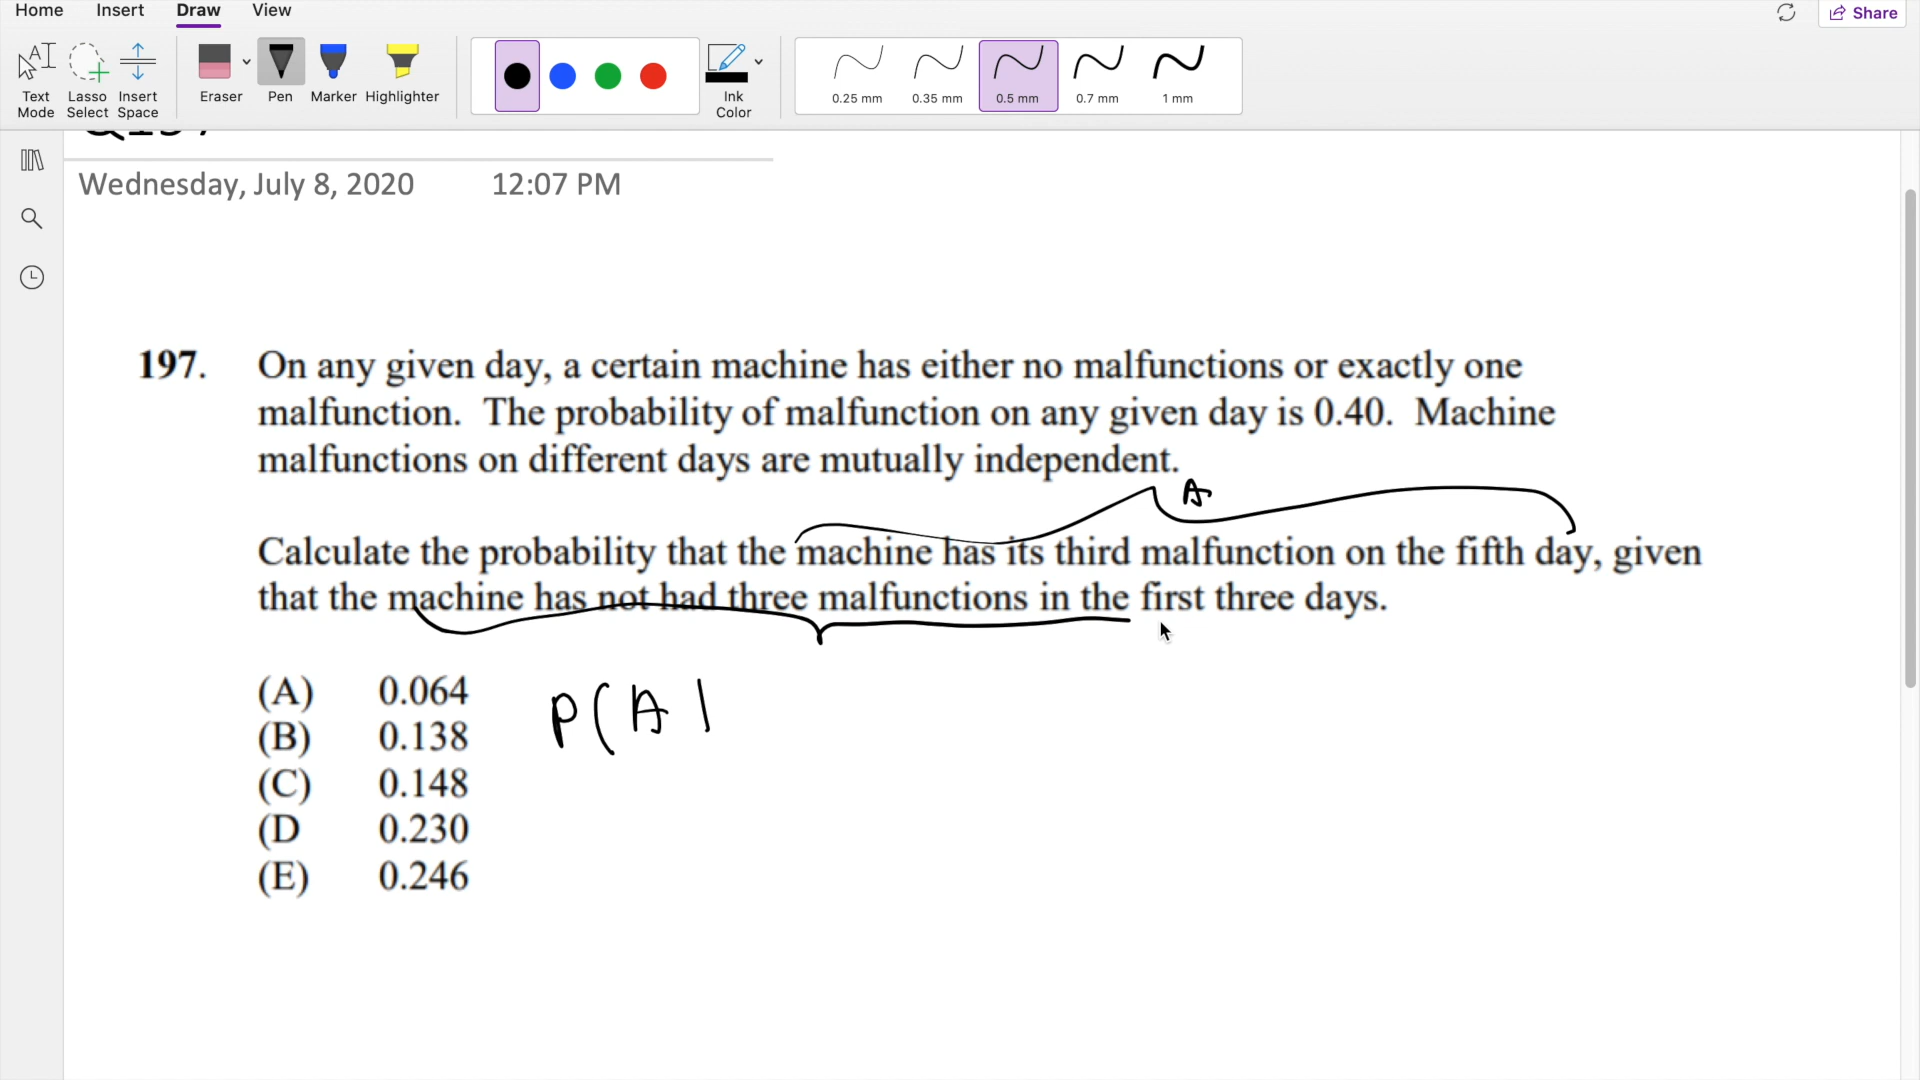 Home Insert Draw View
Share
Text Mode
Lasso Select
Insert Space
Eraser
Pen
Marker
Highlighter
Ink Color
0.25 mm
0.35 mm
0.5 mm
0.7 mm
1 mm
Wednesday, July 8, 2020 12:07 PM
197. On any given day, a certain machine has either no malfunctions or exactly one
malfunction. The probability of malfunction on any given day is 0.40. Machine
malfunctions on different days are mutually independent.
A
Calculate the probability that the machine has its third malfunction on the fifth day, given
that the machine has not had three malfunctions in the first three days.
(A) 0.064
(B) 0.138
(C) 0.148
(D 0.230
(E) 0.246
P(A |